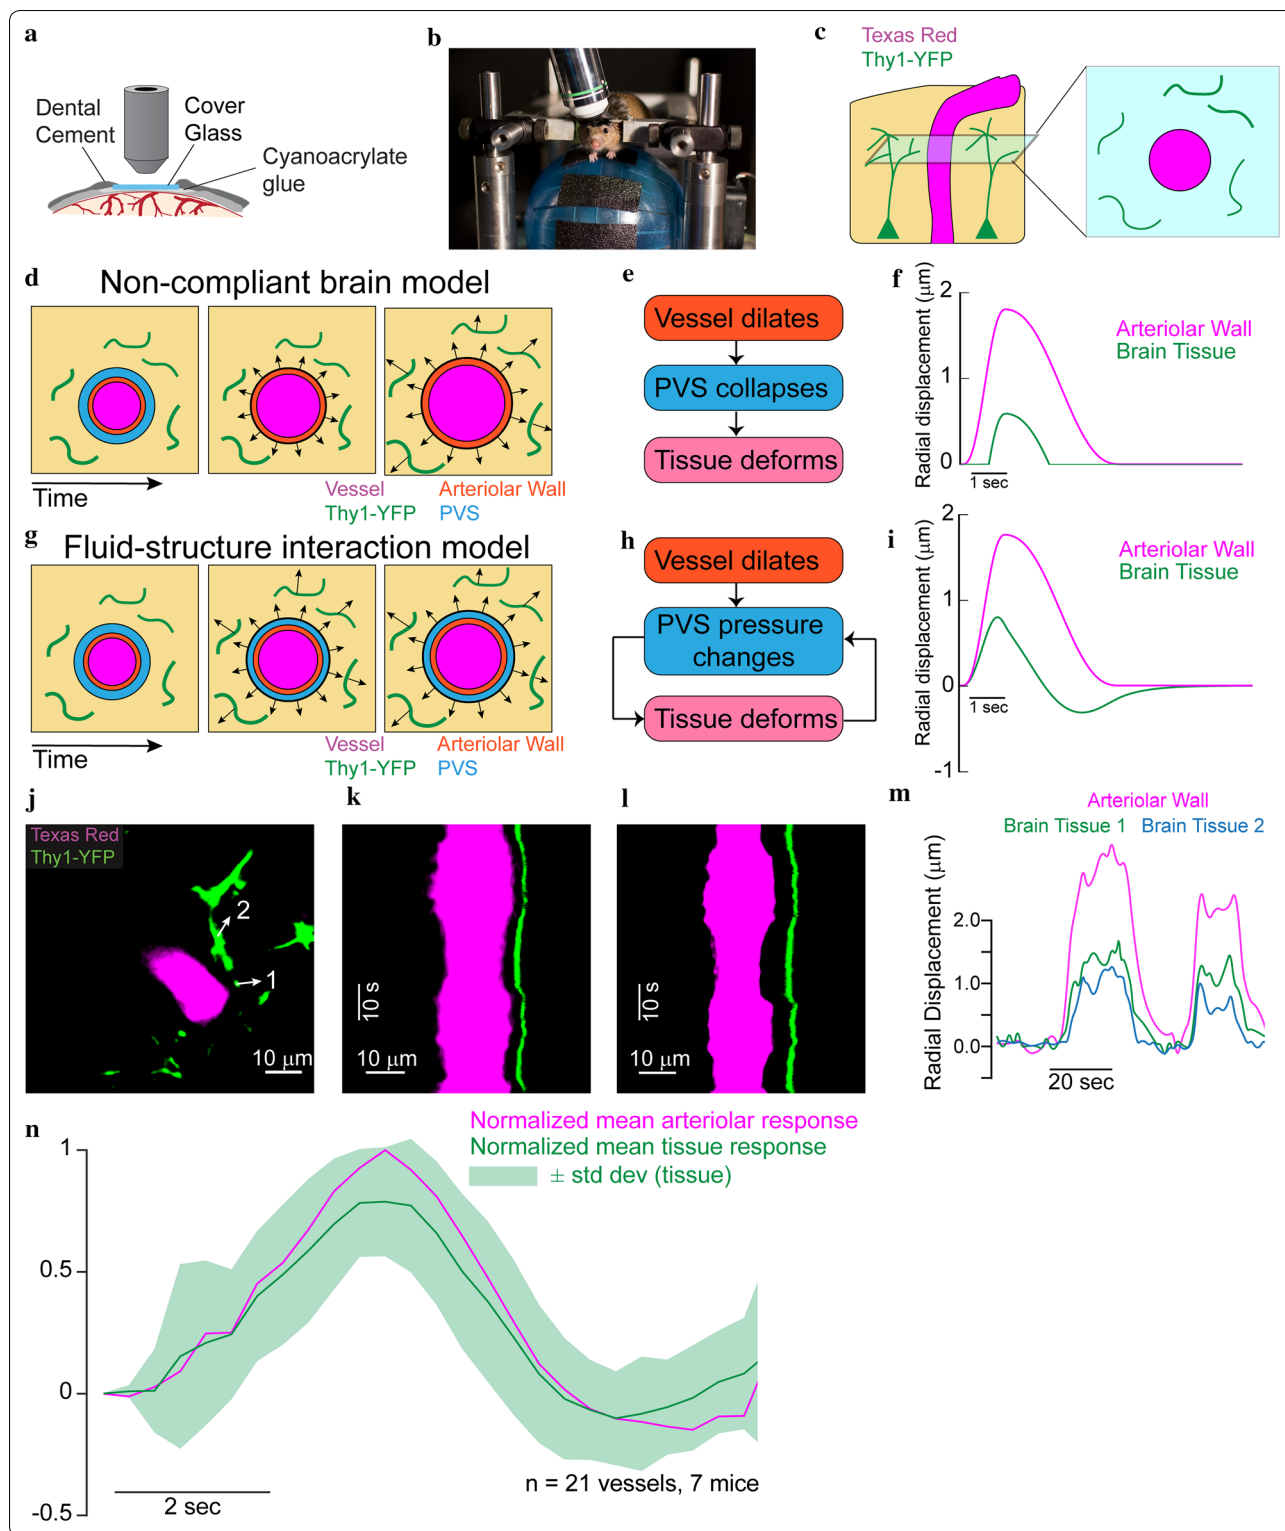 a
Dental
Cement
Cover
Glass
Cyanoacrylate
glue
b
c
Texas Red
Thy1-YFP
d
Non-compliant brain model
Time
Vessel
Thy1-YFP
Arteriolar Wall
PVS
e
Vessel dilates
PVS collapses
Tissue deforms
f
Radial displacement (μm)
2
1
0
Arteriolar Wall
Brain Tissue
1 sec
g
Fluid-structure interaction model
Time
Vessel
Thy1-YFP
Arteriolar Wall
PVS
h
Vessel dilates
PVS pressure
changes
Tissue deforms
i
Radial displacement (μm)
2
1
0
-1
Arteriolar Wall
Brain Tissue
1 sec
j
Texas Red
Thy1-YFP
2
1
10 μm
k
10 s
10 μm
l
10 s
10 μm
m
Arteriolar Wall
Brain Tissue 1 Brain Tissue 2
Radial Displacement (μm)
2.0
1.0
0.0
20 sec
n
Normalized mean arteriolar response
Normalized mean tissue response
± std dev (tissue)
1
0.5
0
-0.5
2 sec
n = 21 vessels, 7 mice